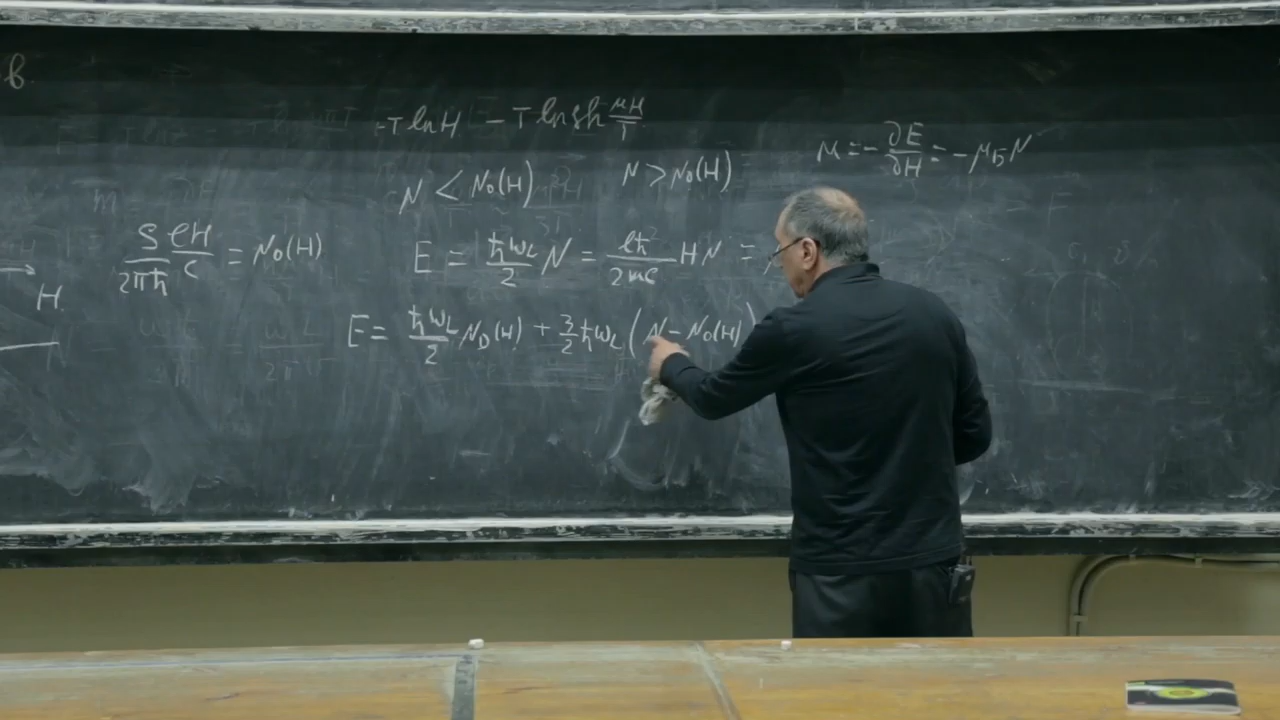 в.
-T ln H - T ln sh μH/T
M = - ∂E/∂H = - μ_Б N
N < N₀(H)
N > N₀(H)
S/2πħ eH/c = N₀(H)
E = ħω_L/2 N = eħ/2mc H N =
H
E = ħω_L/2 N₀(H) + 3/2 ħω_L (N - N₀(H))